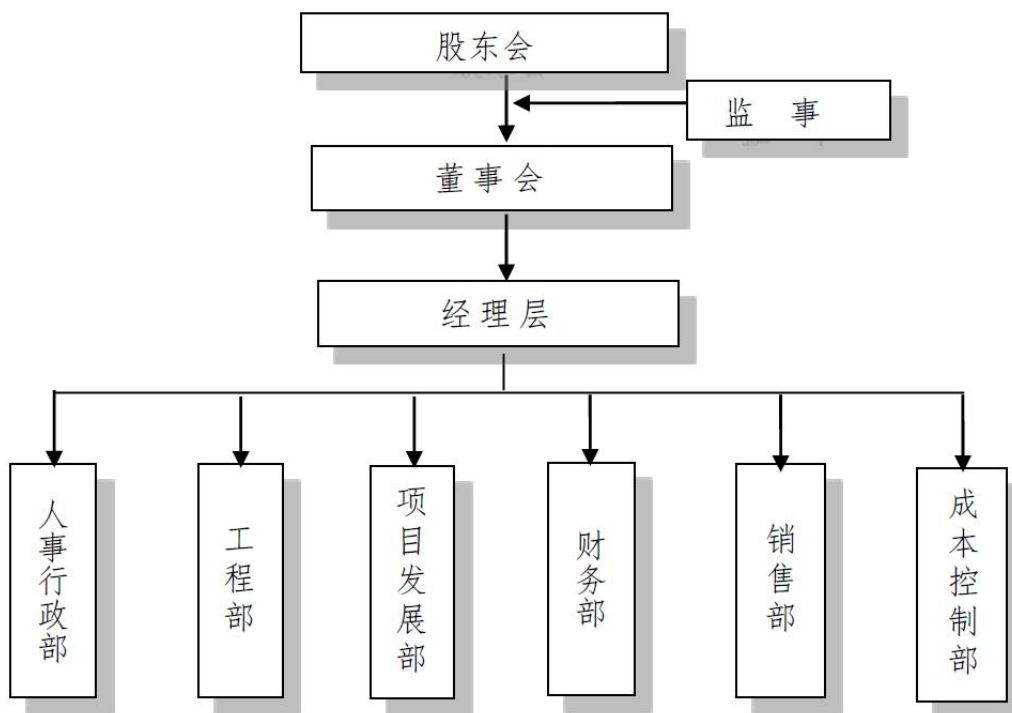 股东会
监 事
董事会
经理层
人事行政部
工程部
项目发展部
财务部
销售部
成本控制部